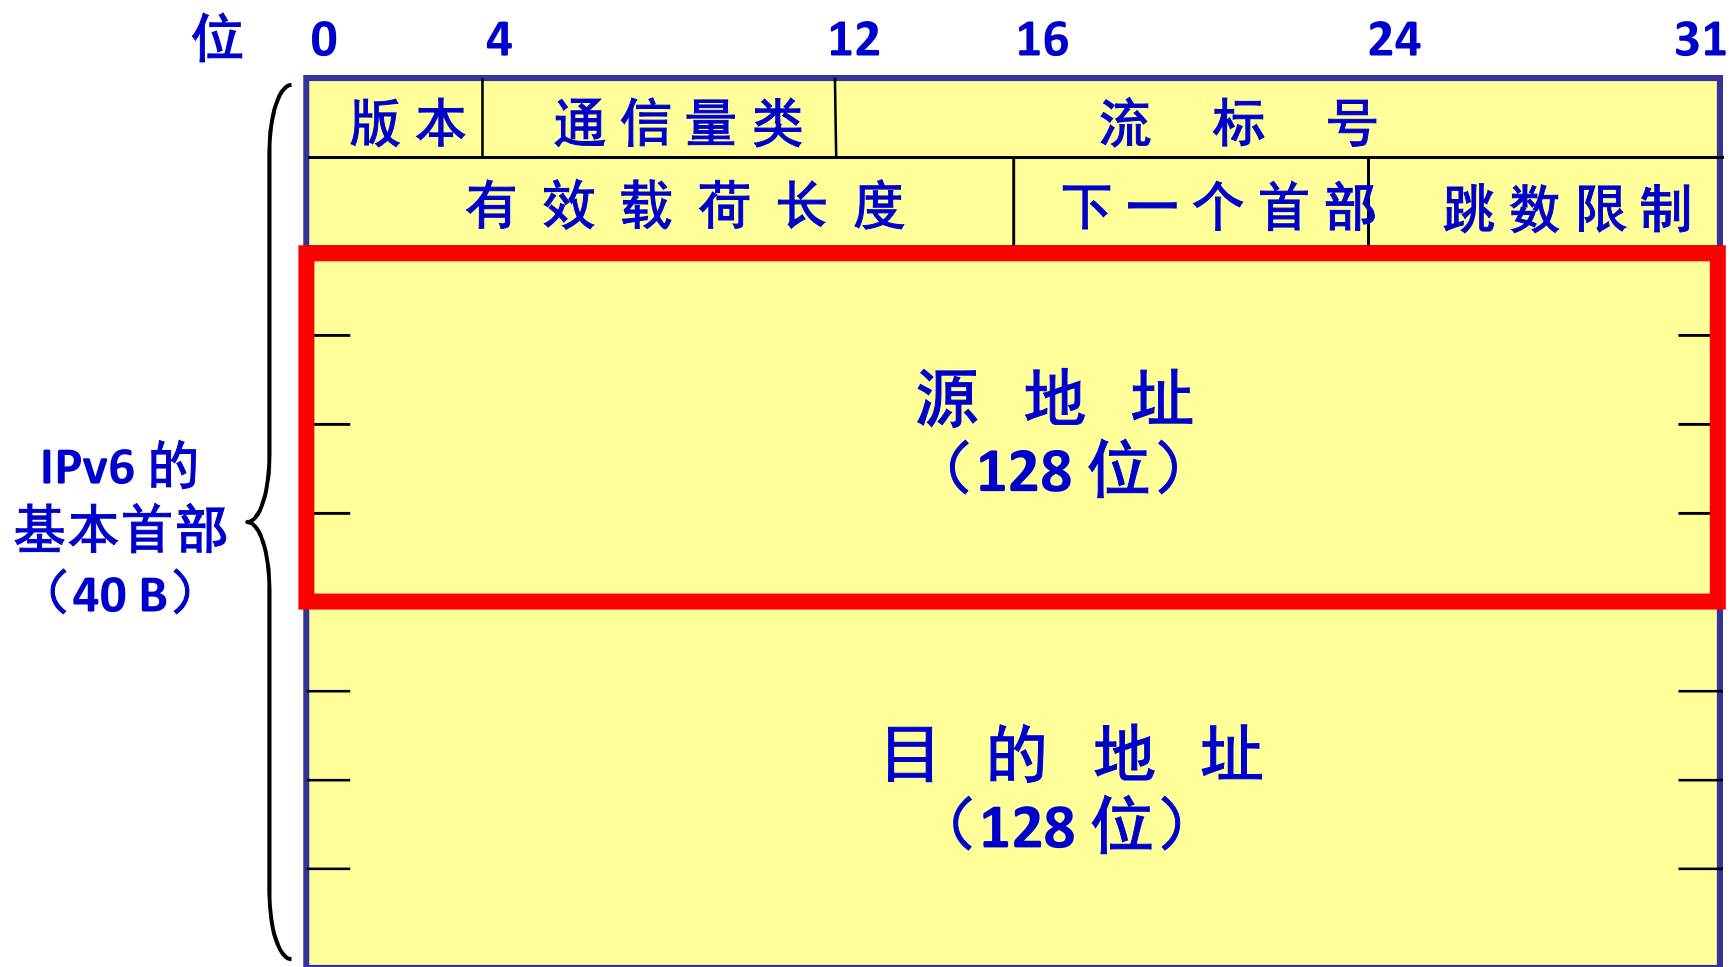 位 0 4 12 16 24 31
版本 通信量类 流标号
有效载荷长度 下一个首部 跳数限制
源地址
（128 位）
IPv6 的
基本首部
（40 B）
目的地址
（128 位）